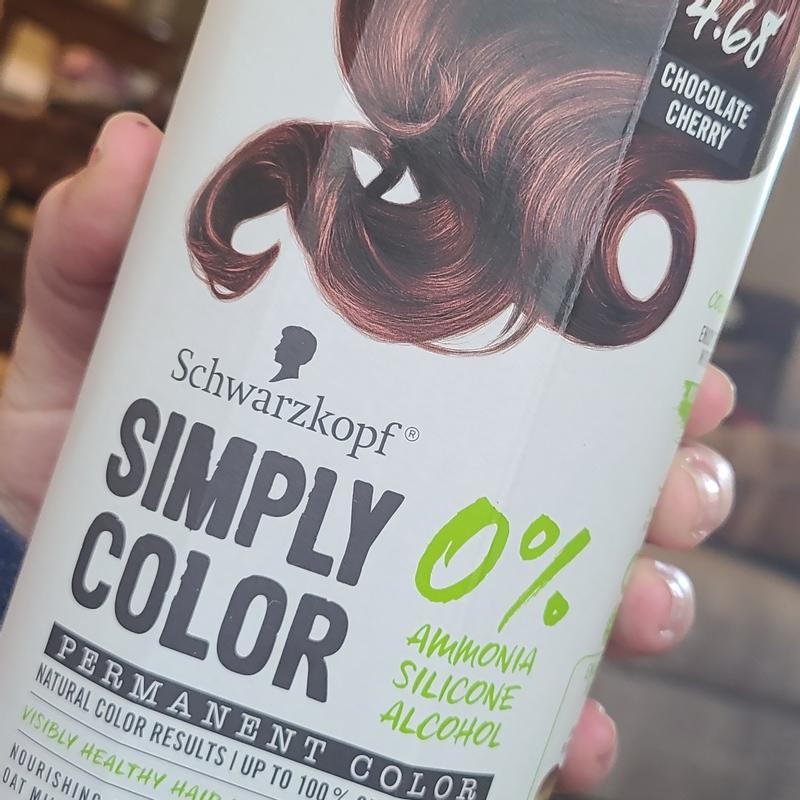 4.68
CHOCOLATE
CHERRY
Schwarzkopf®
SIMPLY
COLOR
0%
AMMONIA
SILICONE
ALCOHOL
PERMANENT COLOR
NATURAL COLOR RESULTS | UP TO 100%
VISIBLY HEALTHY HAIR
NOURISHING
OAT